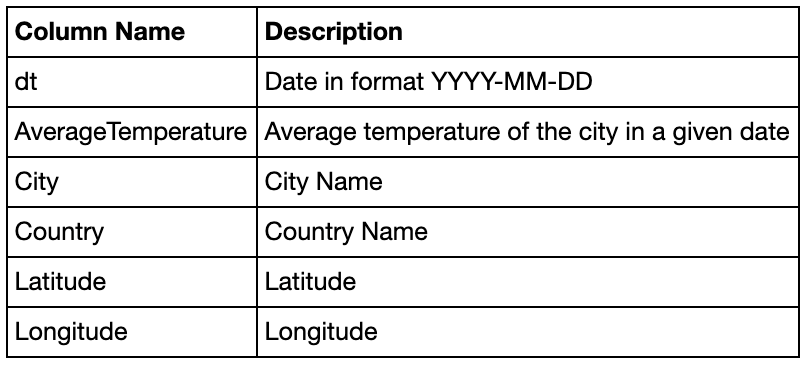 Column Name Description
dt Date in format YYYY-MM-DD
AverageTemperature Average temperature of the city in a given date
City City Name
Country Country Name
Latitude Latitude
Longitude Longitude